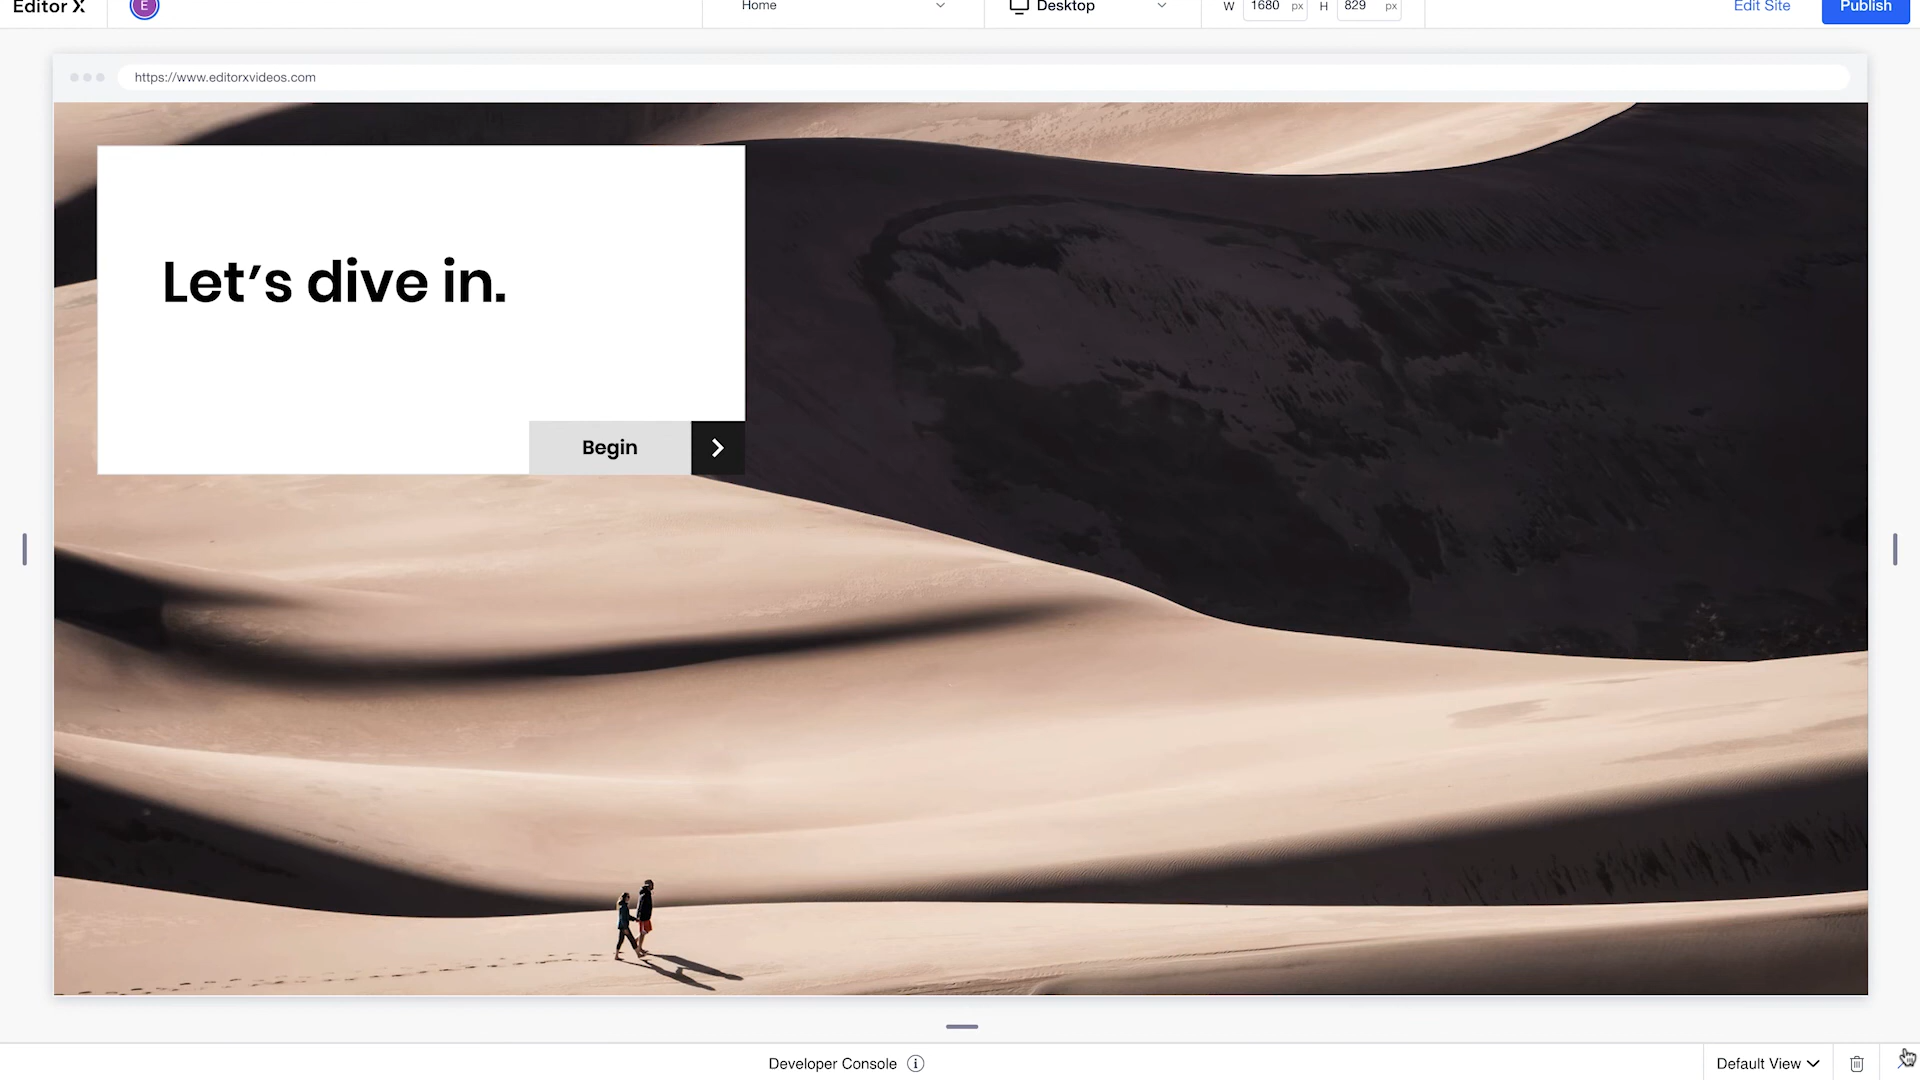 Editor X
E
Home
Desktop
W 1680 px H 829 px
Edit Site
Publish
https://www.editorxvideos.com
Let's dive in.
Begin
Developer Console
Default View